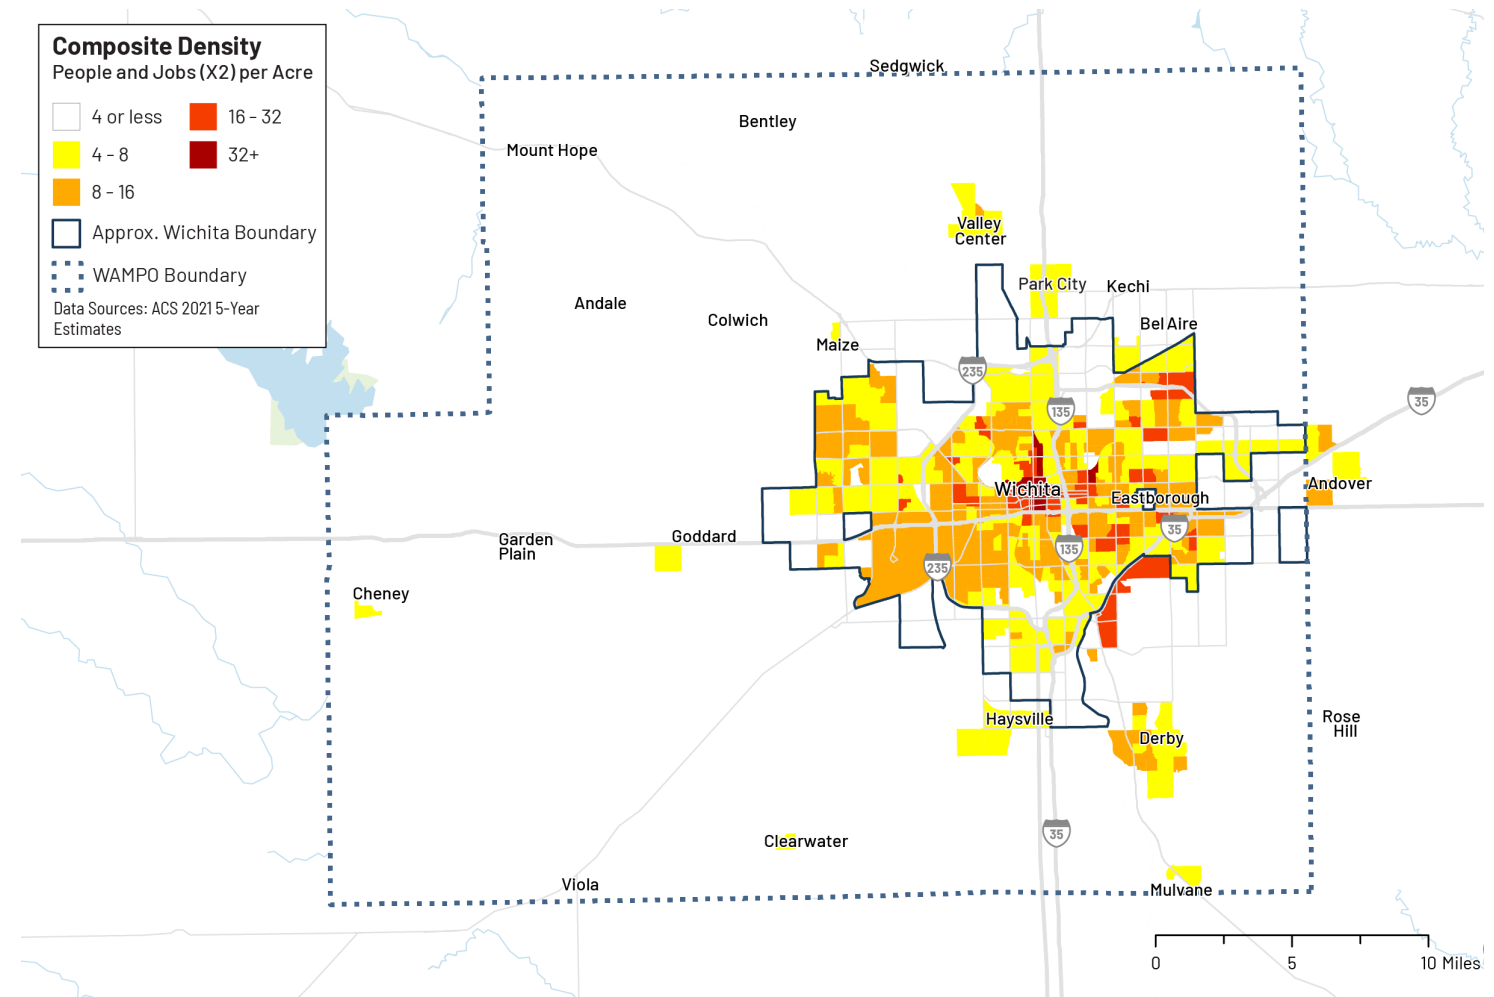 Composite Density
People and Jobs (X2) per Acre
4 or less
16 - 32
4 - 8
32+
8 - 16
Approx. Wichita Boundary
WAMPO Boundary
Data Sources: ACS 2021 5-Year
Estimates
Sedgwick
Bentley
Mount Hope
Valley
Center
Park City
Kechi
Andale
Colwich
Bel Aire
Maize
235
135
35
Wichita
Eastborough
Andover
Goddard
Garden
Plain
35
135
235
Cheney
Haysville
Rose
Hill
Derby
Clearwater
35
Viola
Mulvane
0
5
10 Miles